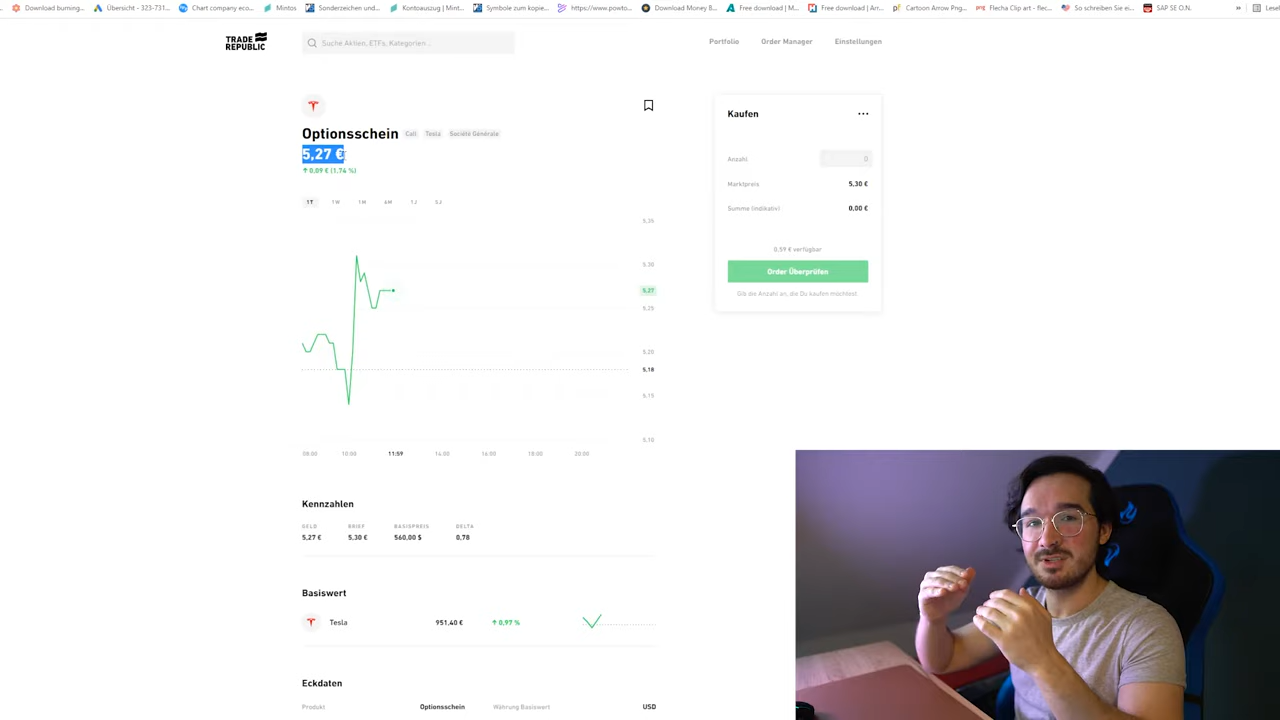 Download buming...
Übersicht - 323-731...
Chart company eco...
Mintos
Sonderzeichen und...
Kontoauszug | Mint...
Symbole zum kopie...
https://www.powto...
Download Money B...
Free download | M...
Free download | Arr...
Cartoon Arrow Png...
Flecha Clip art - flec...
So schreiben Sie ei...
SAP SE O.N.
»
Lesel
TRADE
REPUBLIC
Suche Aktien, ETFs, Kategorien...
Portfolio
Order Manager
Einstellungen
Optionsschein
Call
Tesla
Société Générale
5,27 €
↑ 0,09 € (1,74 %)
1T
1W
1M
6M
1J
5J
5,35
5,30
5,27
5,25
5,20
5,18
5,15
5,10
08:00
10:00
11:59
14:00
16:00
18:00
20:00
Kaufen
Anzahl
0
Marktpreis
5,30 €
Summe (indikativ)
0,00 €
0,59 € verfügbar
Order Überprüfen
Gib die Anzahl an, die Du kaufen möchtest.
Kennzahlen
GELD
BRIEF
BASISPREIS
DELTA
5,27 €
5,30 €
560,00 $
0,78
Basiswert
Tesla
951,40 €
↑ 0,97 %
Eckdaten
Produkt
Optionsschein
Währung Basiswert
USD